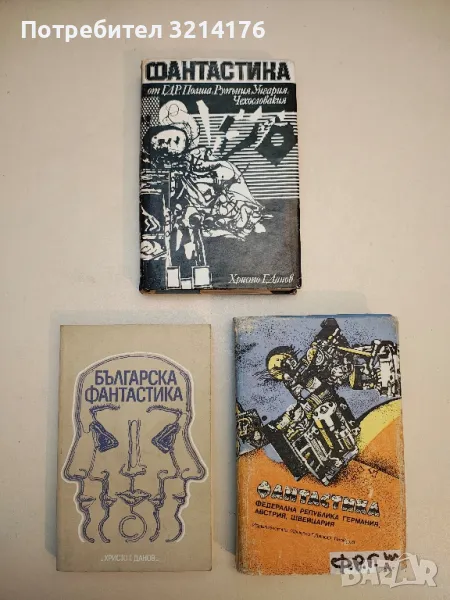 Потребител 3214176
ФАНТАСТИКА
от ГДР, Полша, Румъния, Унгария,
Чехословакия
Христо Г. Данов
БЪЛГАРСКА
ФАНТАСТИКА
ХРИСТО Г. ДАНОВ
ФАНТАСТИКА
ФЕДЕРАЛНА РЕПУБЛИКА ГЕРМАНИЯ,
АВСТРИЯ, ШВЕЙЦАРИЯ
Bazar